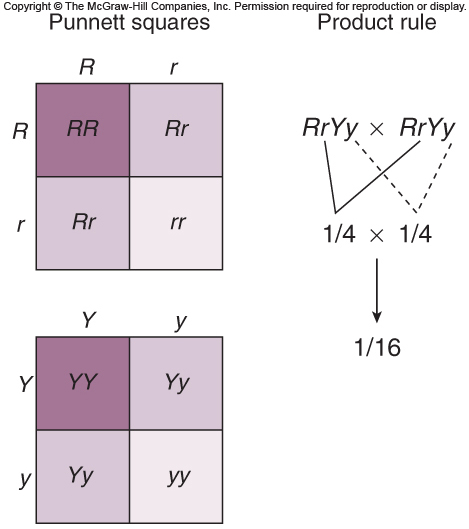 Copyright © The McGraw-Hill Companies, Inc. Permission required for reproduction or display.
Punnett squares
R r
R RR Rr
r Rr rr
Y y
Y YY Yy
y Yy yy
Product rule
RrYy × RrYy
1/4 × 1/4
1/16